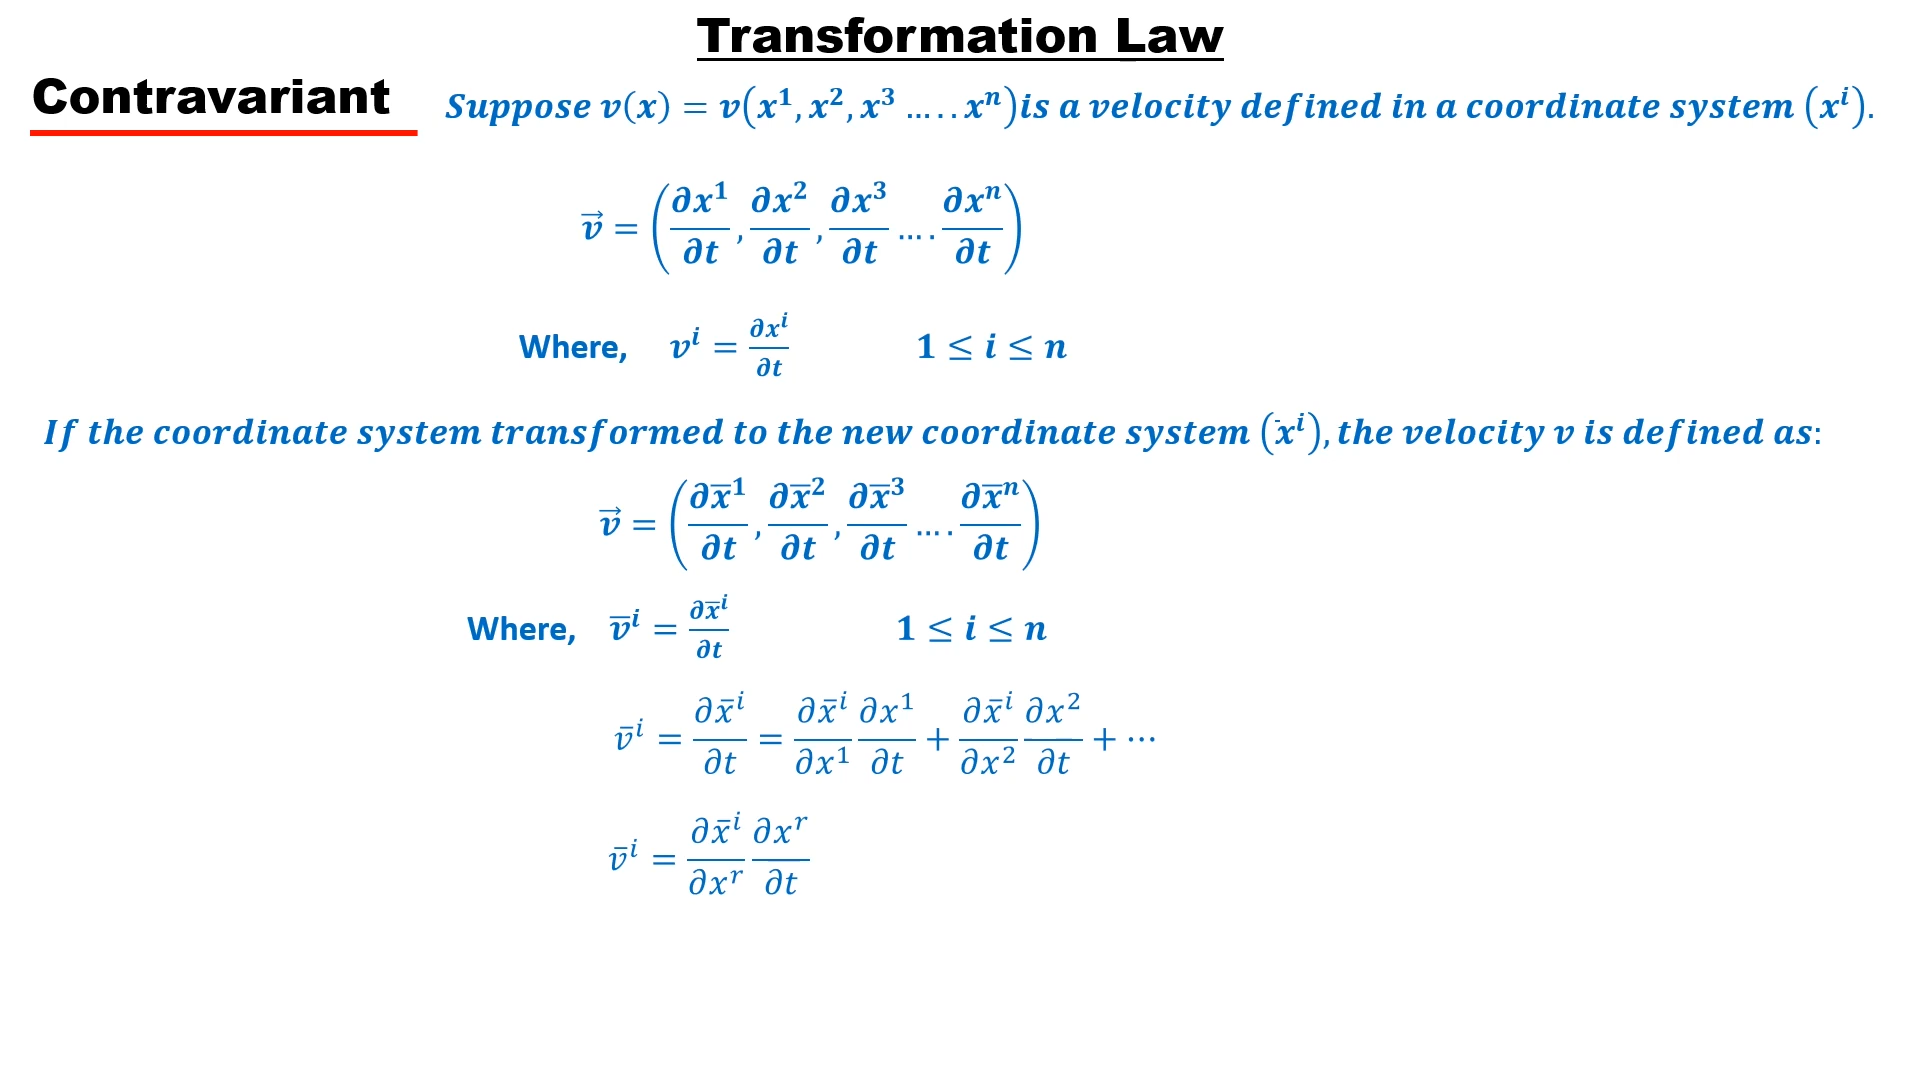 Transformation Law
Contravariant
Suppose v(x) = v(x¹, x², x³ … . . xⁿ)is a velocity defined in a coordinate system (xⁱ).
v⃗ = (∂x¹/∂t, ∂x²/∂t, ∂x³/∂t … . ∂xⁿ/∂t)
Where, vⁱ = ∂xⁱ/∂t 1 ≤ i ≤ n
If the coordinate system transformed to the new coordinate system (x̄ⁱ), the velocity v is defined as:
v⃗ = (∂x̄¹/∂t, ∂x̄²/∂t, ∂x̄³/∂t … . ∂x̄ⁿ/∂t)
Where, v̄ⁱ = ∂x̄ⁱ/∂t 1 ≤ i ≤ n
v̄ⁱ = ∂x̄ⁱ/∂t = ∂x̄ⁱ/∂x¹ ∂x¹/∂t + ∂x̄ⁱ/∂x² ∂x²/∂t + ⋯
v̄ⁱ = ∂x̄ⁱ/∂xʳ ∂xʳ/∂t